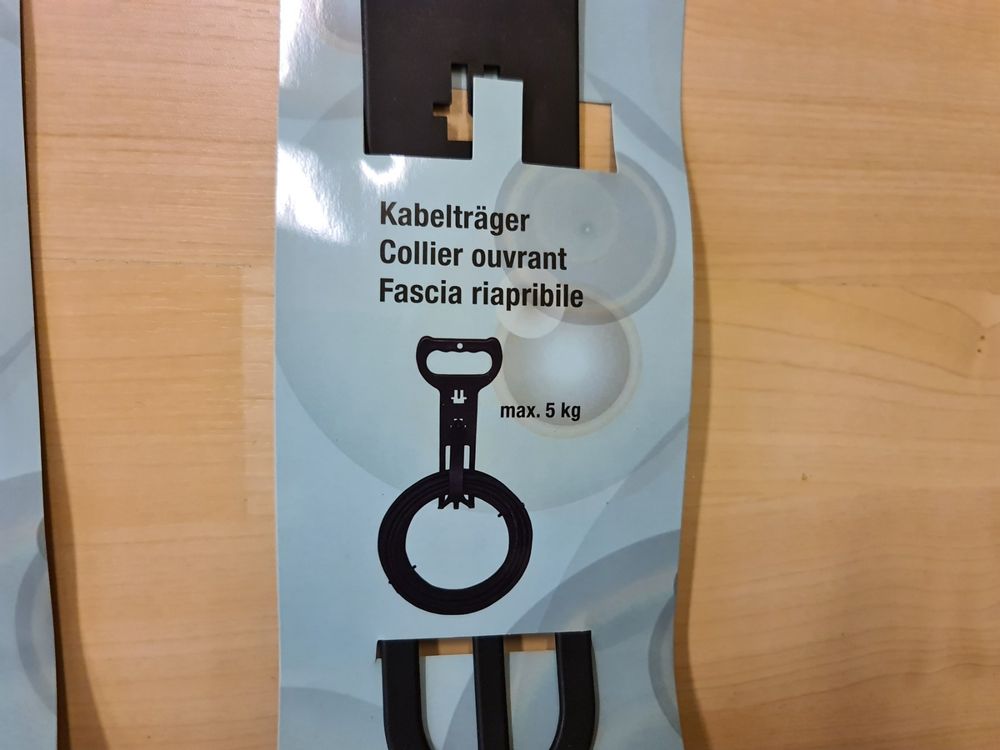 Kabelträger
Collier ouvrant
Fascia riapribile
max. 5 kg